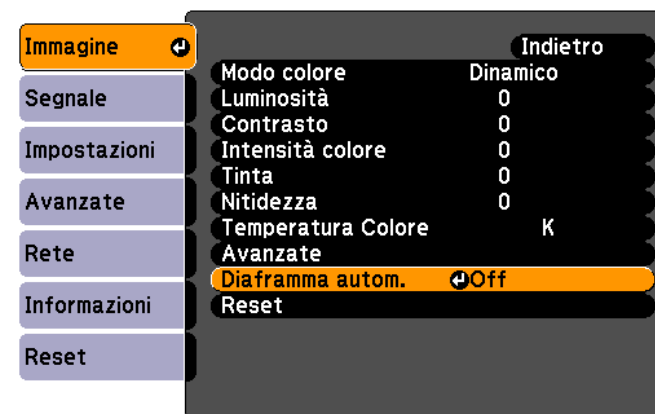 Immagine
Segnale
Impostazioni
Avanzate
Rete
Informazioni
Reset
Indietro
Modo colore Dinamico
Luminosità 0
Contrasto 0
Intensità colore 0
Tinta 0
Nitidezza 0
Temperatura Colore K
Avanzate
Diaframma autom. Off
Reset